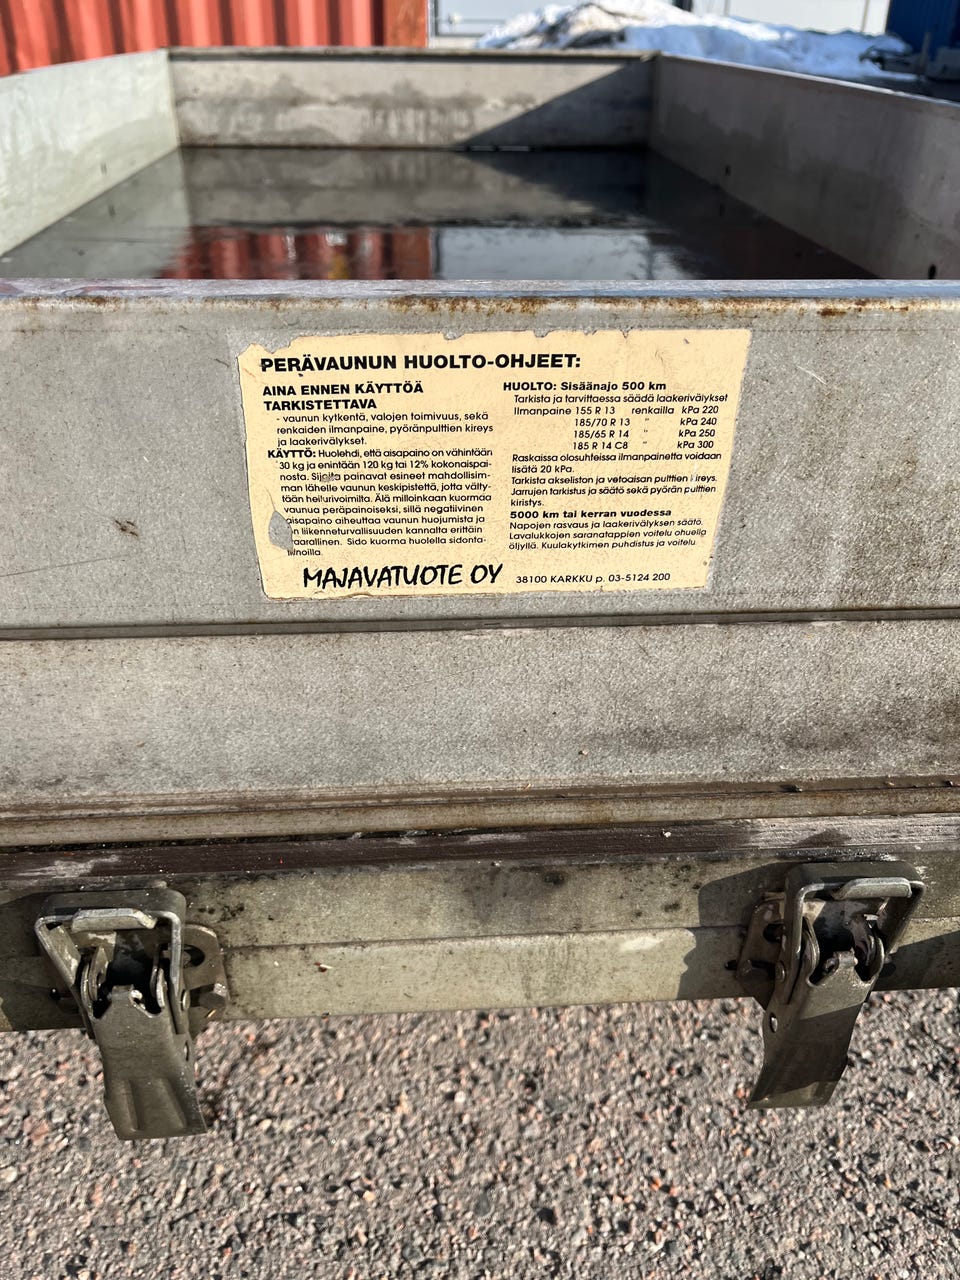 PERÄVAUNUN HUOLTO-OHJEET:
AINA ENNEN KÄYTTÖÄ
TARKISTETTAVA
- vaunun kytkentä, valojen toimivuus, sekä
renkaiden ilmanpaine, pyöränpulttien kireys
ja laakerivälykset.
KÄYTTÖ: Huolehdi, että aisapaino on vähintään
30 kg ja enintään 120 kg tai 12% kokonaispai-
nosta. Sijoita painavat esineet mahdollisim-
man lähelle vaunun keskipistettä, jotta välty-
tään heilurivoimilta. Älä milloinkaan kuormaa
vaunua peräpainoiseksi, sillä negatiivinen
aisapaino aiheuttaa vaunun huojumista ja
on liikenneturvallisuuden kannalta erittäin
vaarallinen. Sido kuorma huolella sidonta-
liinoilla.
HUOLTO: Sisäänajo 500 km
Tarkista ja tarvittaessa säädä laakerivälykset
Ilmanpaine 155 R 13 renkailla kPa 220
185/70 R 13 " kPa 240
185/65 R 14 " kPa 250
185 R 14 C8 " kPa 300
Raskaissa olosuhteissa ilmanpainetta voidaan
lisätä 20 kPa.
Tarkista akseliston ja vetoaisan pulttien kireys.
Jarrujen tarkistus ja säätö sekä pyörän pulttien
kiristys.
5000 km tai kerran vuodessa
Napojen rasvaus ja laakerivälyksen säätö.
Lavalukkojen saranatappien voitelu ohuella
öljyllä. Kuulakytkimen puhdistus ja voitelu.
MAJAVATUOTE OY 38100 KARKKU p. 03-5124 200